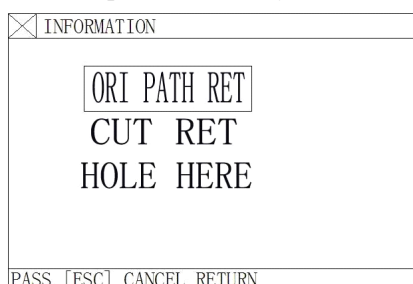 INFORMATION
ORI PATH RET
CUT RET
HOLE HERE
PASS [ESC] CANCEL RETURN